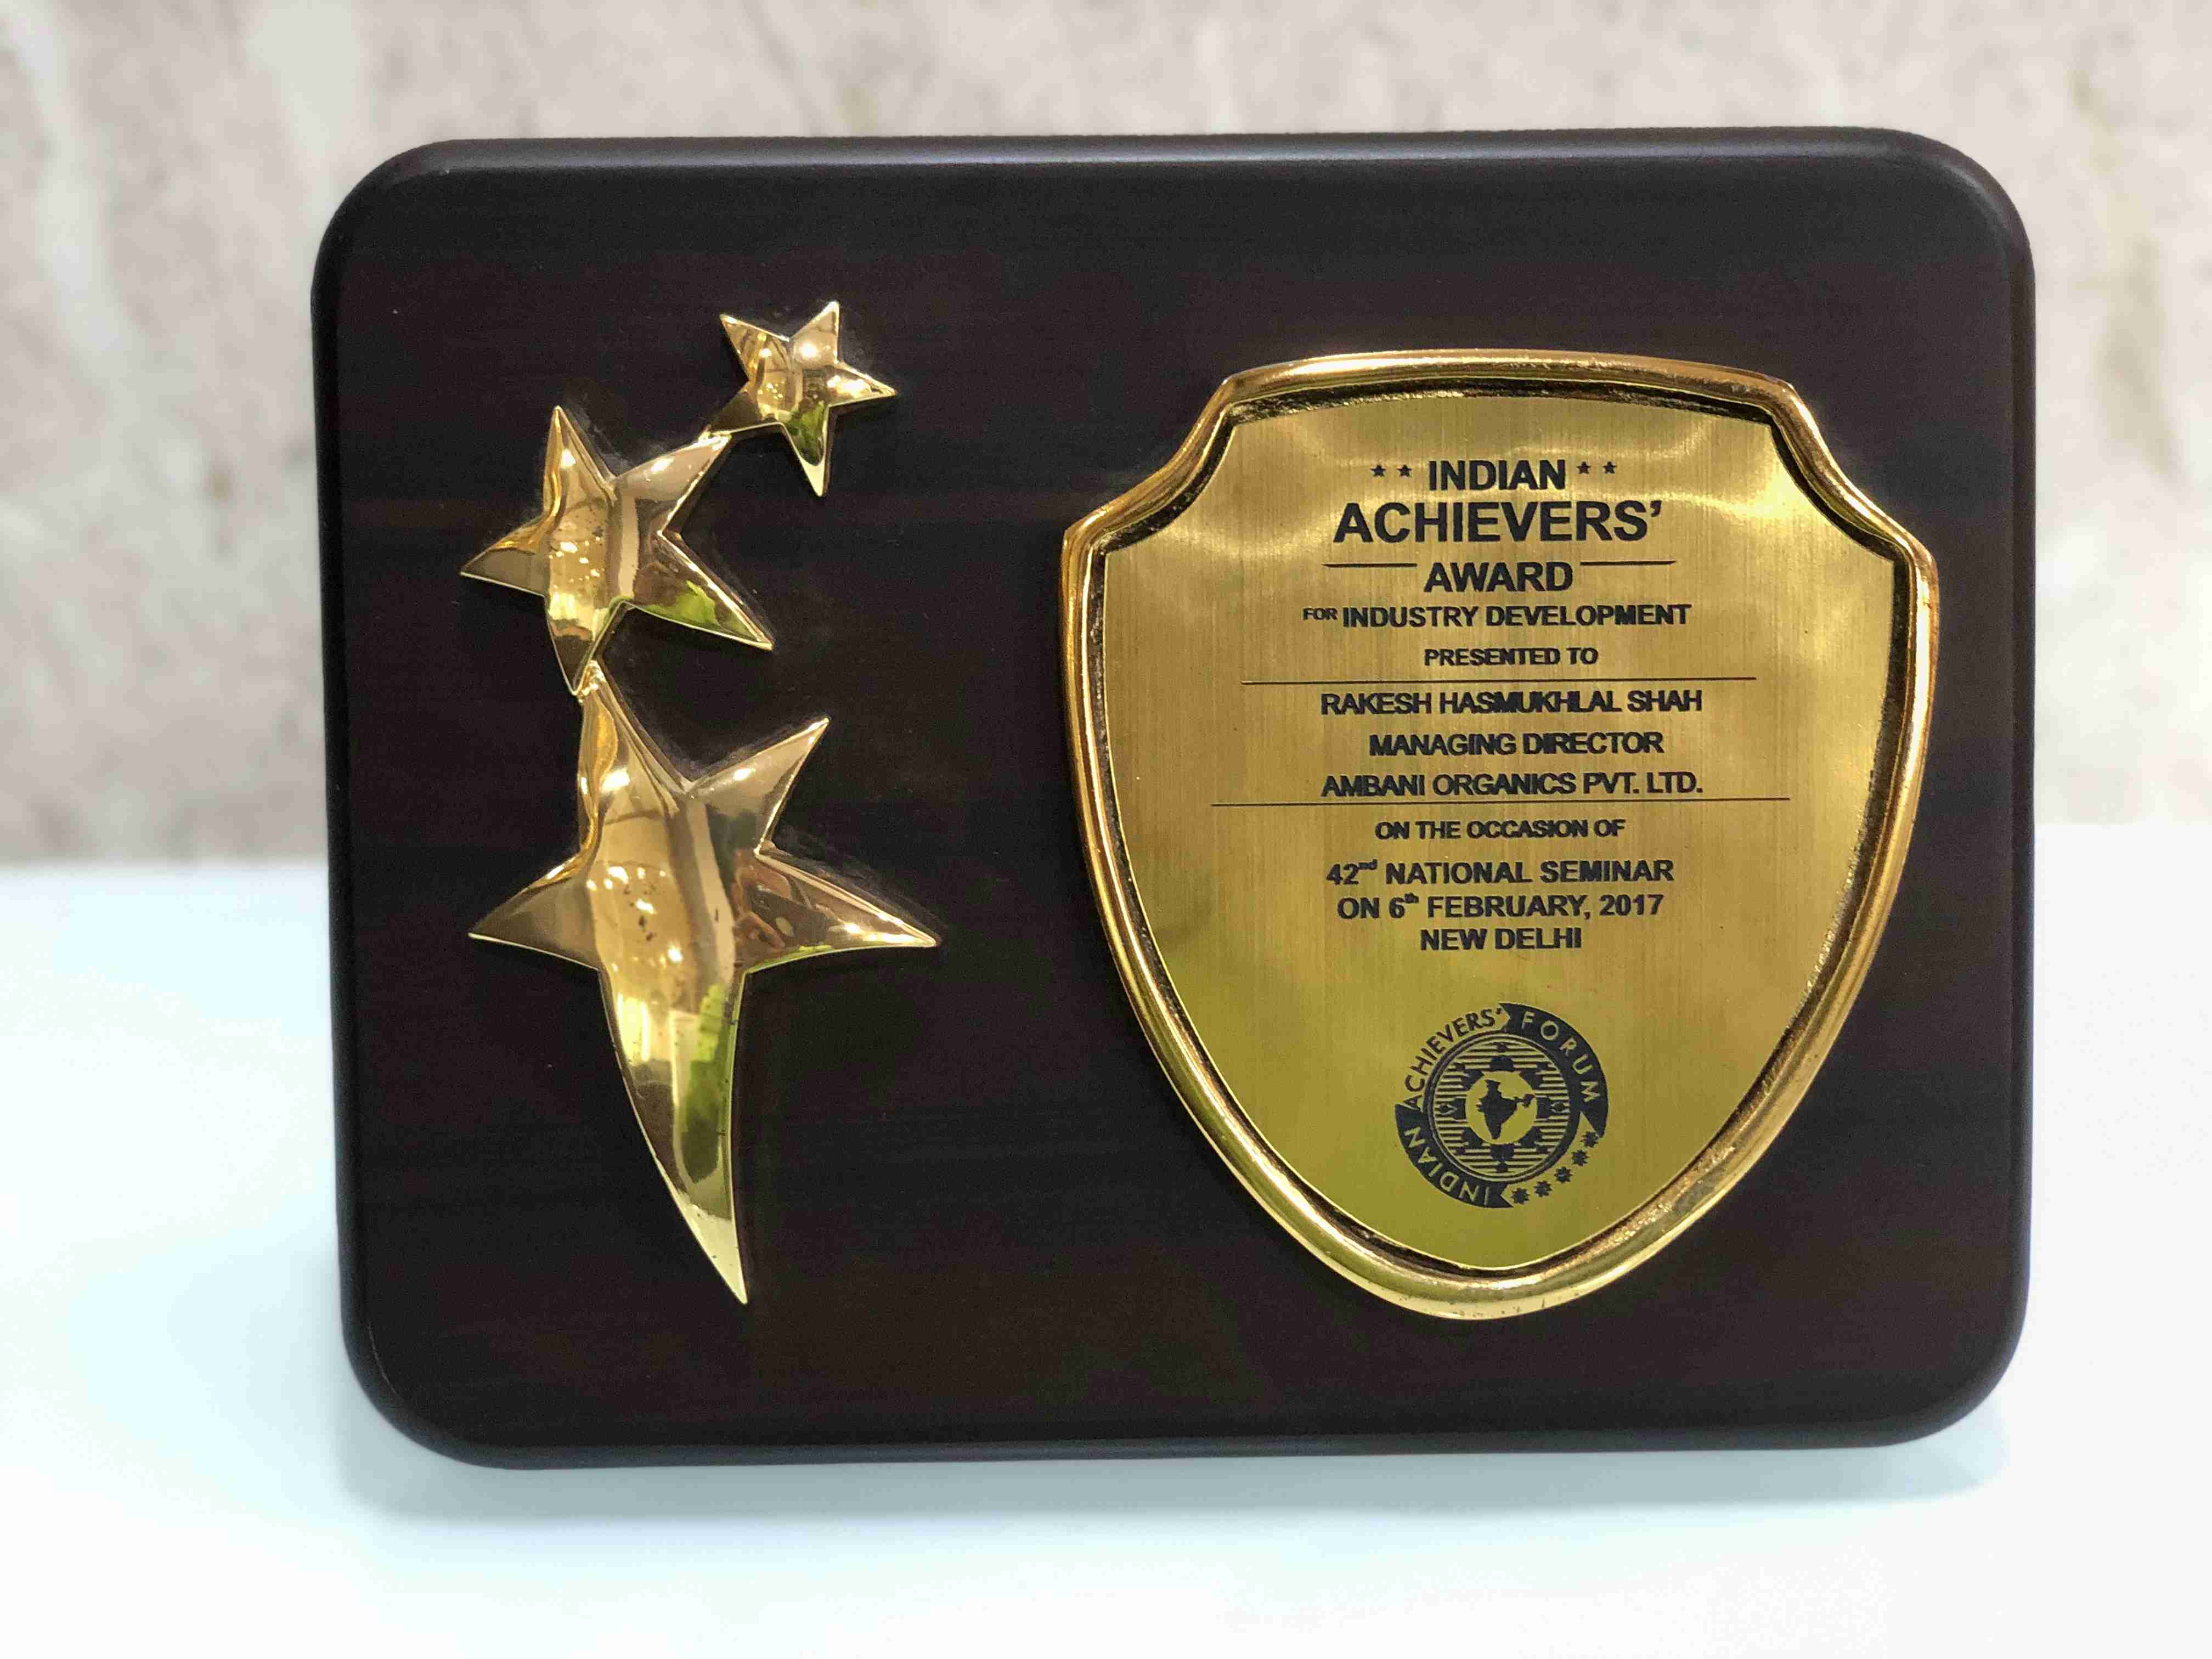 ** INDIAN **
ACHIEVERS'
AWARD
FOR INDUSTRY DEVELOPMENT
PRESENTED TO
RAKESH HASMUKHLAL SHAH
MANAGING DIRECTOR
AMBANI ORGANICS PVT. LTD.
ON THE OCCASION OF
42nd NATIONAL SEMINAR
ON 6th FEBRUARY, 2017
NEW DELHI
INDIAN ACHIEVERS' FORUM